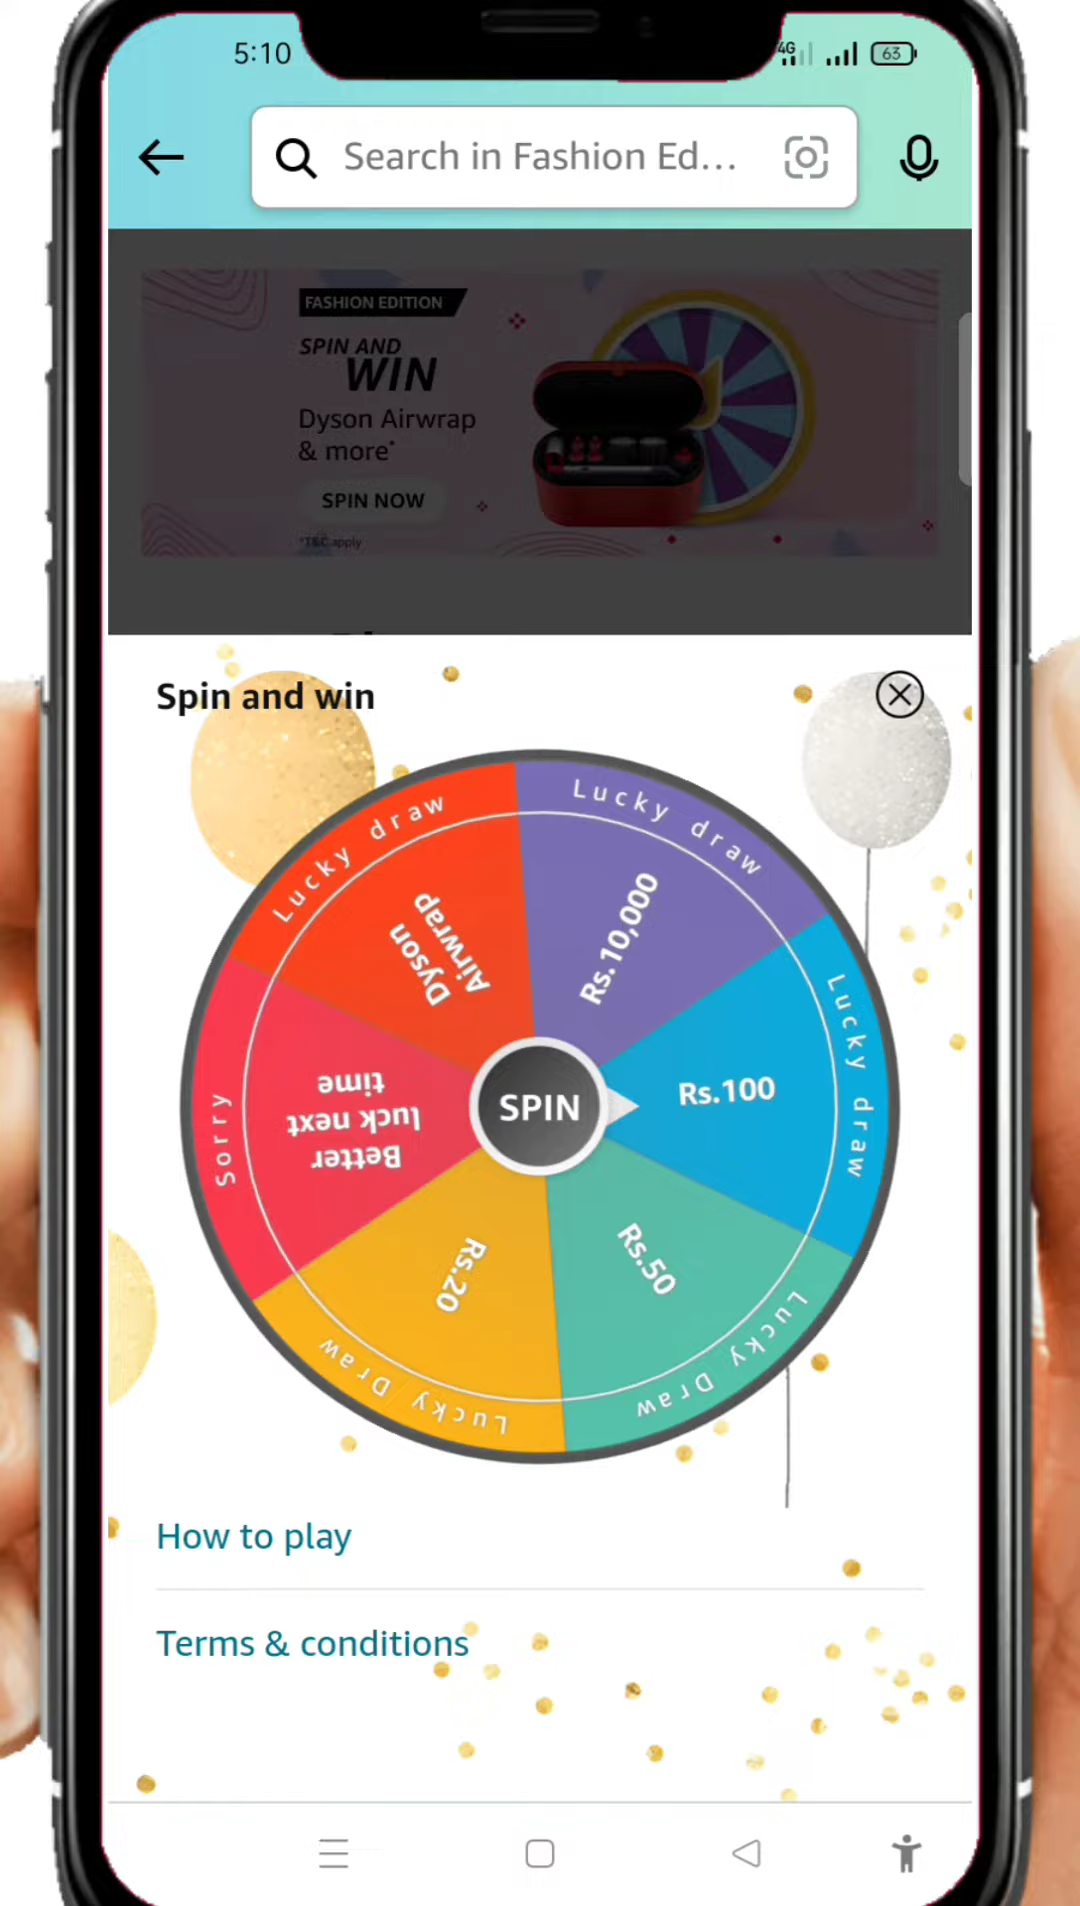 5:10
4G
63
Search in Fashion Ed...
FASHION EDITION
SPIN AND
WIN
Dyson Airwrap
& more*
SPIN NOW
*T&C apply
Spin and win
Lucky draw
Dyson
Airwrap
Lucky draw
Rs.10,000
Lucky draw
Rs.100
Lucky Draw
Rs.50
Lucky Draw
Rs.20
Sorry
Better
luck next
time
SPIN
How to play
Terms & conditions